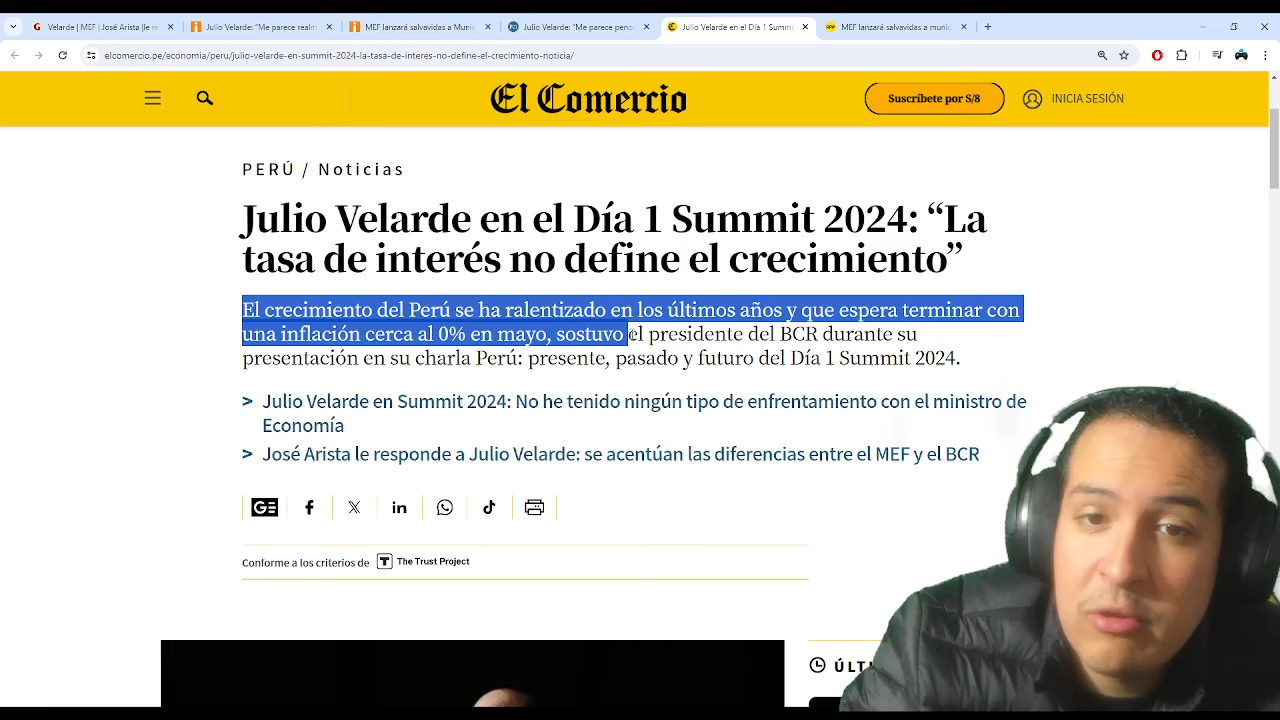 Velarde | MEF | José Arista [le re
Julio Velarde: “Me parece realm
MEF lanzará salvavidas a Munic
Julio Velarde: “Me parece penos
Julio Velarde en el Día 1 Summi
MEF lanzará salvavidas a munic
elcomercio.pe/economia/peru/julio-velarde-en-summit-2024-la-tasa-de-interes-no-define-el-crecimiento-noticia/
El Comercio
Suscríbete por S/8
INICIA SESIÓN
PERÚ / Noticias
Julio Velarde en el Día 1 Summit 2024: “La
tasa de interés no define el crecimiento”
El crecimiento del Perú se ha ralentizado en los últimos años y que espera terminar con
una inflación cerca al 0% en mayo, sostuvo el presidente del BCR durante su
presentación en su charla Perú: presente, pasado y futuro del Día 1 Summit 2024.
> Julio Velarde en Summit 2024: No he tenido ningún tipo de enfrentamiento con el ministro de
Economía
> José Arista le responde a Julio Velarde: se acentúan las diferencias entre el MEF y el BCR
GE
Conforme a los criterios de T The Trust Project